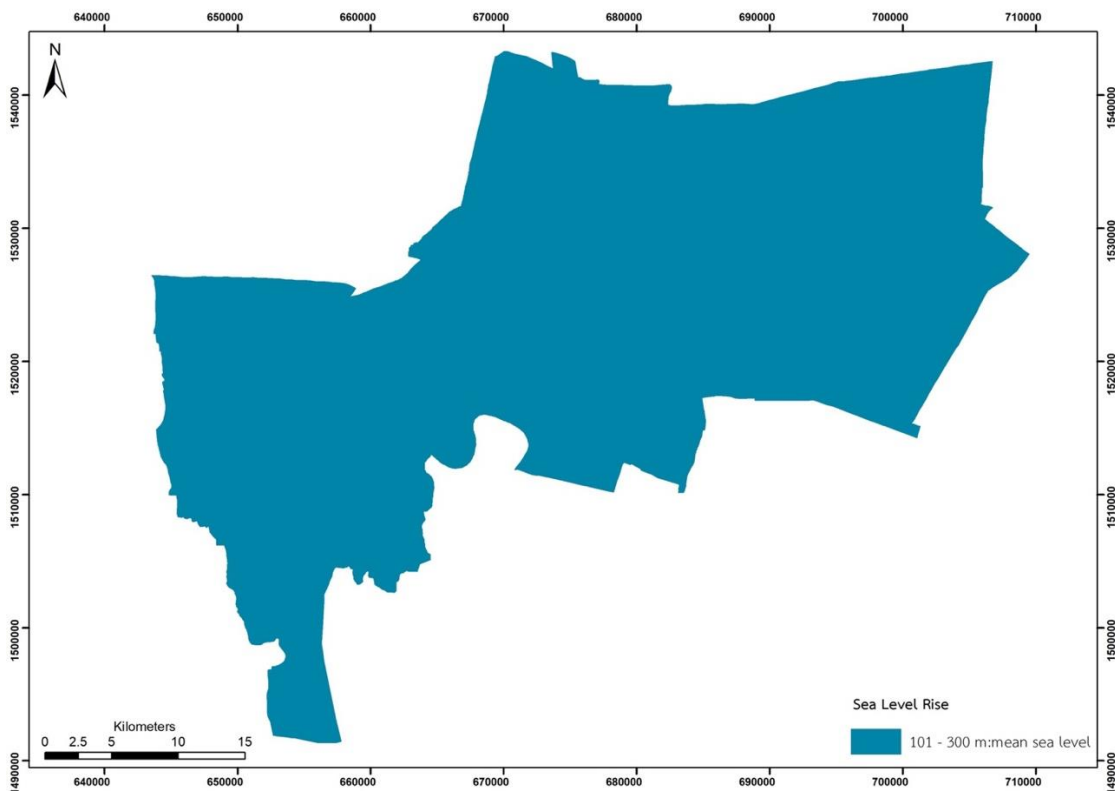 640000 650000 660000 670000 680000 690000 700000 710000
N
1540000 1540000
1530000 1530000
1520000 1520000
1510000 1510000
1500000 1500000
1490000 1490000
Sea Level Rise
101 - 300 m:mean sea level
Kilometers
0 2.5 5 10 15
640000 650000 660000 670000 680000 690000 700000 710000